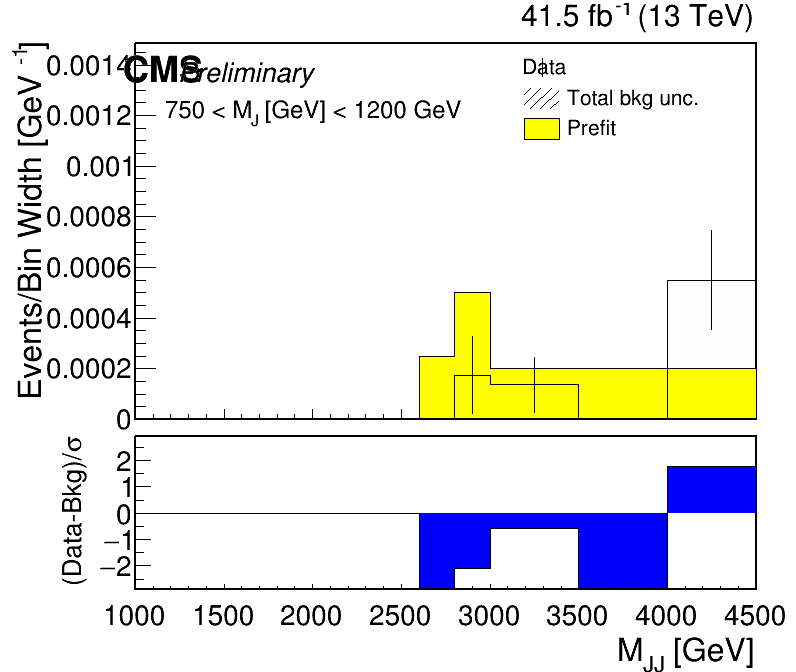 41.5 fb-1 (13 TeV)
CMS Preliminary
750 < MJ [GeV] < 1200 GeV
Data
Total bkg unc.
Prefit
Events/Bin Width [GeV-1]
0.0014
0.0012
0.001
0.0008
0.0006
0.0004
0.0002
0
(Data-Bkg)/σ
2
1
0
−1
−2
1000 1500 2000 2500 3000 3500 4000 4500
MJJ [GeV]